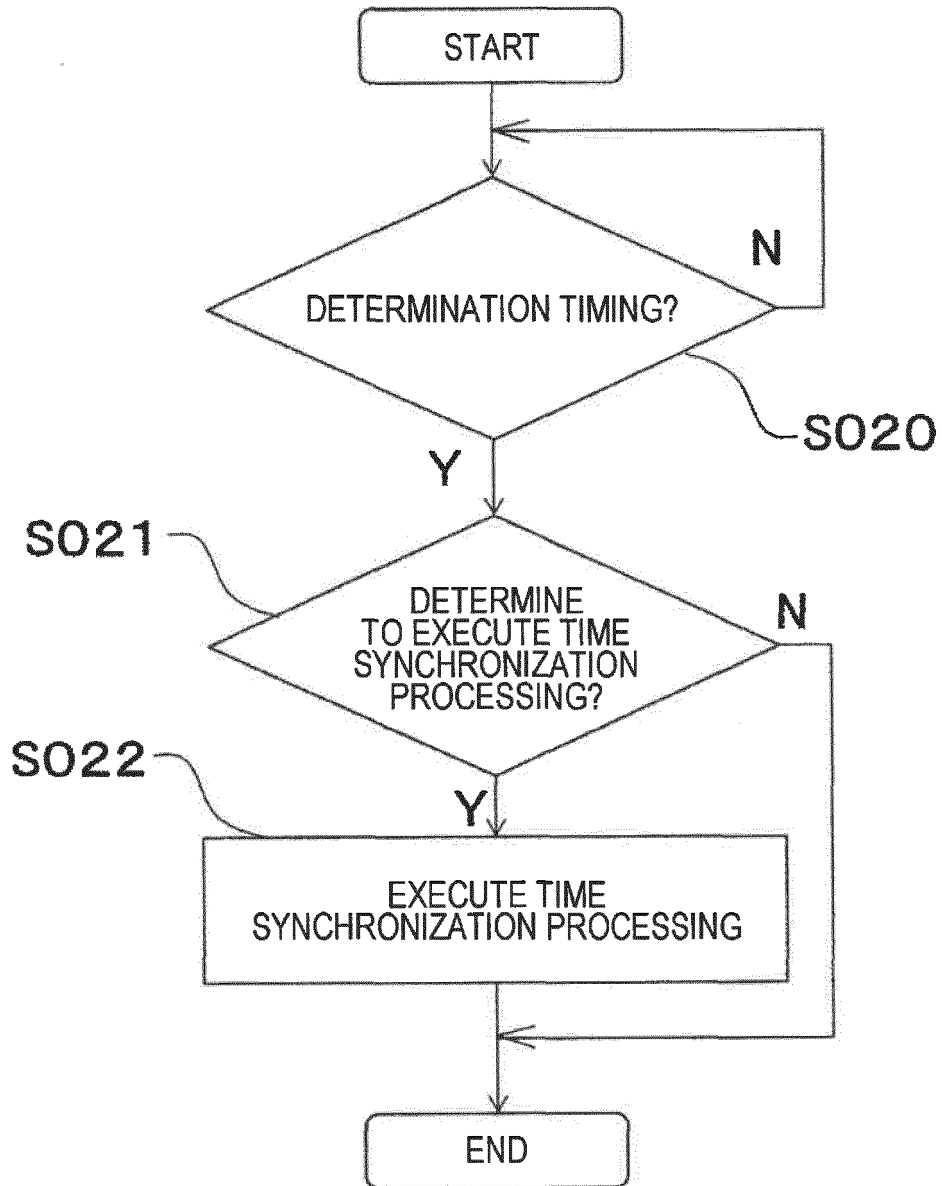 START
N
DETERMINATION TIMING?
S020
Y
S021
DETERMINE
TO EXECUTE TIME
SYNCHRONIZATION
PROCESSING?
N
S022
Y
EXECUTE TIME
SYNCHRONIZATION PROCESSING
END